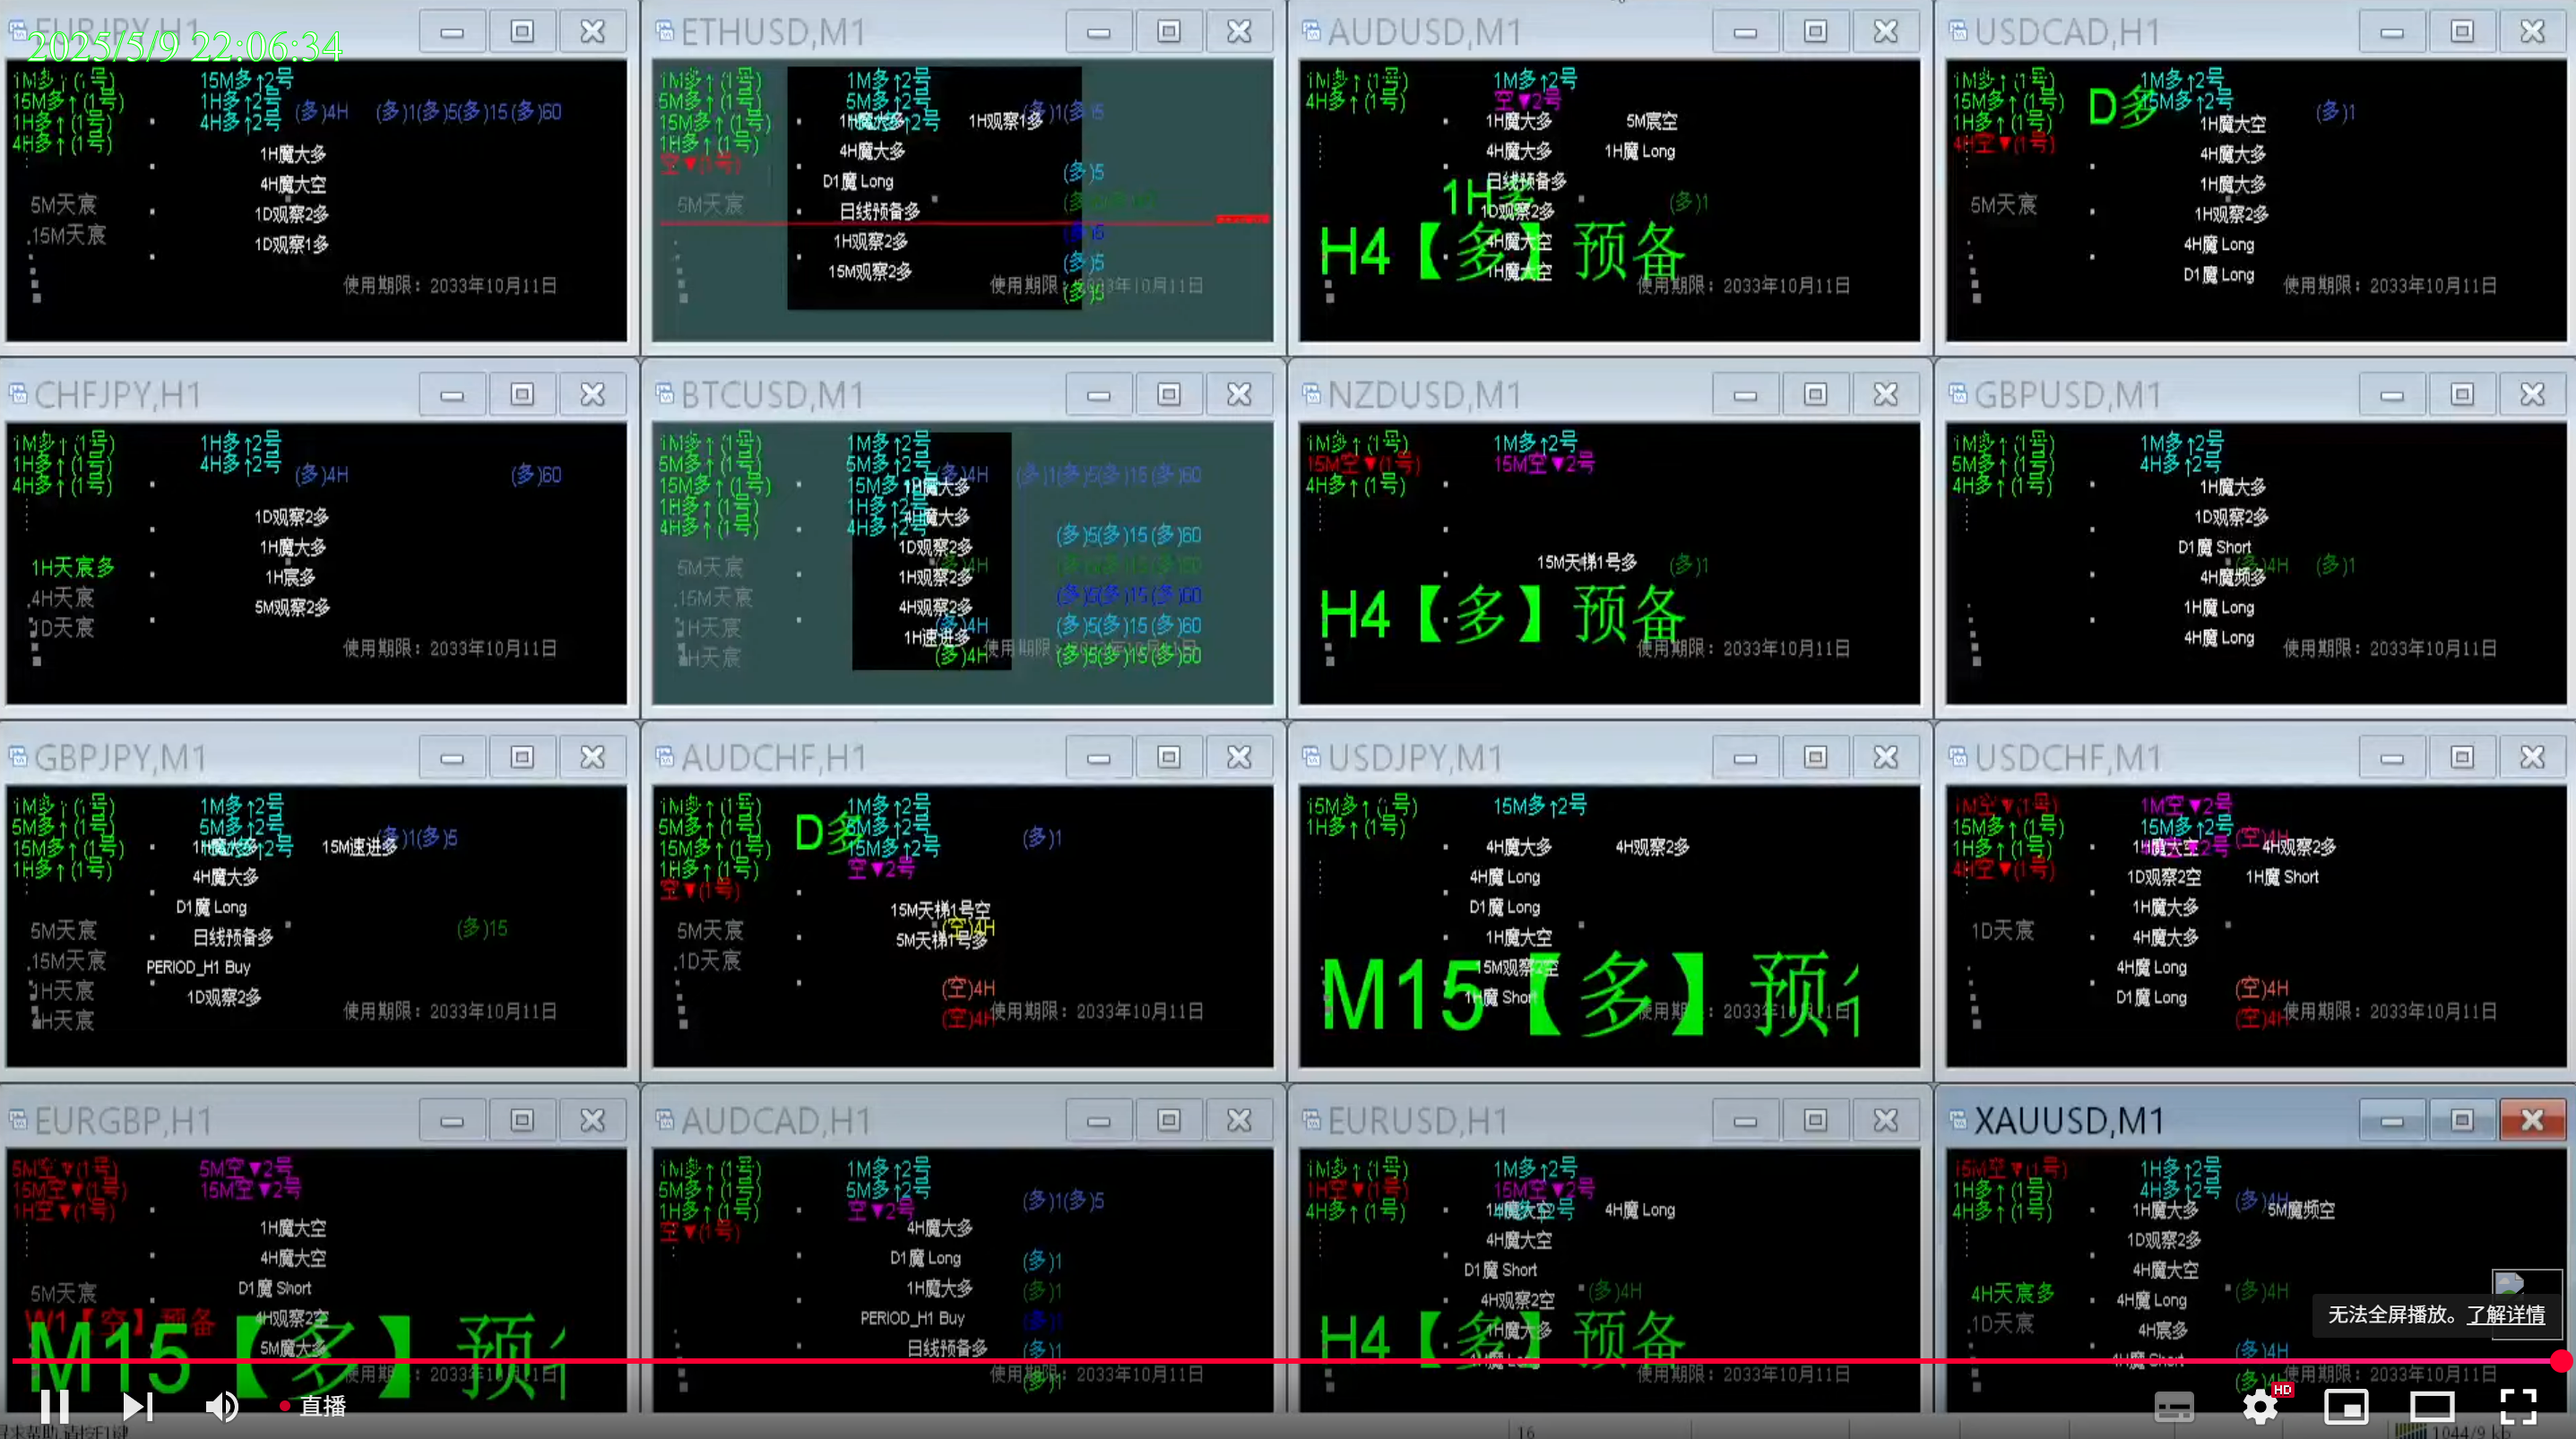 EURJPY,H1
2025/5/9 22:06:34
1M多↑(1号)
15M多↑(1号)
1H多↑(1号)
4H多↑(1号)
15M多↑2号
1H多↑2号
4H多↑2号
(多)4H (多)1(多)5(多)15(多)60
1H魔大多
4H魔大空
1D观察2多
1D观察1多
5M天宸
15M天宸
使用期限：2033年10月11日
ETHUSD,M1
1M多↑(1号)
5M多↑(1号)
15M多↑(1号)
1H多↑(1号)
空▼(1号)
1M多↑2号
5M多↑2号
1H观察1多
(多)1(多)5
4H魔大多
D1魔 Long
日线预备多
1H观察2多
15M观察2多
5M天宸
(多)5
(多)5
(多)5
(多)5
AUDUSD,M1
1M多↑(1号)
4H多↑(1号)
1M多↑2号
空▼2号
1H魔大多 5M宸空
4H魔大多 1H魔 Long
日线预备多
1H多
1D观察2多
4H魔大空
1H魔大空
(多)1
H4【多】预备
使用期限：2033年10月11日
USDCAD,H1
1M多↑(1号)
15M多↑(1号)
1H多↑(1号)
4H空▼(1号)
D多
1M多↑2号
15M多↑2号
(多)1
1H魔大空
4H魔大多
1H魔大多
1H观察2多
4H魔 Long
D1魔 Long
5M天宸
使用期限：2033年10月11日
CHFJPY,H1
1M多↑(1号)
1H多↑(1号)
4H多↑(1号)
1H多↑2号
4H多↑2号
(多)4H (多)60
1D观察2多
1H魔大多
1H宸多
5M观察2多
1H天宸多
4H天宸
1D天宸
使用期限：2033年10月11日
BTCUSD,M1
1M多↑(1号)
5M多↑(1号)
15M多↑(1号)
1H多↑(1号)
4H多↑(1号)
1M多↑2号
5M多↑2号
15M多↑2号
1H多↑2号
4H多↑2号
(多)4H (多)1(多)5(多)15(多)60
1H魔大多
4H魔大多
1D观察2多
1H观察2多
4H观察2多
1H速进多
5M天宸
15M天宸
1H天宸
4H天宸
(多)5(多)15(多)60
(多)4H
(多)5(多)15(多)60
(多)4H (多)5(多)15(多)60
(多)4H (多)5(多)15(多)60
NZDUSD,M1
1M多↑(1号)
15M空▼(1号)
4H多↑(1号)
1M多↑2号
15M空▼2号
15M天梯1号多 (多)1
H4【多】预备
使用期限：2033年10月11日
GBPUSD,M1
1M多↑(1号)
5M多↑(1号)
4H多↑(1号)
1M多↑2号
4H多↑2号
1H魔大多
1D观察2多
D1魔 Short
(多)4H (多)1
4H魔频多
1H魔 Long
4H魔 Long
使用期限：2033年10月11日
GBPJPY,M1
1M多↑(1号)
5M多↑(1号)
15M多↑(1号)
1H多↑(1号)
1M多↑2号
5M多↑2号
(多)1(多)5
1H魔大多 15M速进多
4H魔大多
D1魔 Long
日线预备多
PERIOD_H1 Buy
1D观察2多
5M天宸
15M天宸
1H天宸
4H天宸
(多)15
使用期限：2033年10月11日
AUDCHF,H1
1M多↑(1号)
5M多↑(1号)
15M多↑(1号)
1H多↑(1号)
空▼(1号)
D多
1M多↑2号
5M多↑2号
15M多↑2号
空▼2号
(多)1
15M天梯1号空
(空)4H
5M天梯1号多
5M天宸
1D天宸
(空)4H
(空)4H
使用期限：2033年10月11日
USDJPY,M1
15M多↑(1号)
1H多↑(1号)
15M多↑2号
4H魔大多 4H观察2多
4H魔 Long
D1魔 Long
1H魔大空
15M观察2空
1H魔 Short
M15【多】预
USDCHF,M1
1M空▼(1号)
15M多↑(1号)
1H多↑(1号)
4H空▼(1号)
1M空▼2号
15M多↑2号
(空)4H
1H魔大空 4H观察2多
1D观察2空 1H魔 Short
1H魔大多
4H魔大多
4H魔 Long
D1魔 Long
1D天宸
(空)4H
(空)4H
使用期限：2033年10月11日
EURGBP,H1
5M空▼(1号)
15M空▼(1号)
1H空▼(1号)
5M空▼2号
15M空▼2号
1H魔大空
4H魔大空
D1魔 Short
4H观察2空
5M魔大多
5M天宸
W1【空】预备
M15【多】预
使用期限：2033年10月11日
AUDCAD,H1
1M多↑(1号)
5M多↑(1号)
1H多↑(1号)
空▼(1号)
1M多↑2号
5M多↑2号
空▼2号
(多)1(多)5
4H魔大多
D1魔 Long
1H魔大多
PERIOD_H1 Buy
日线预备多
(多)1
(多)1
(多)1
(多)1
(多)1
使用期限：2033年10月11日
EURUSD,H1
1M多↑(1号)
1H空▼(1号)
4H多↑(1号)
1M多↑2号
15M空▼2号
1H魔大空 4H魔 Long
4H魔大空
D1魔 Short
4H观察2空
(多)4H
1H魔大多
H4【多】预备
使用期限：2033年10月11日
XAUUSD,M1
15M空▼(1号)
1H多↑(1号)
4H多↑(1号)
1H多↑2号
4H多↑2号
(多)4H
1H魔大多 5M魔频空
1D观察2多
4H魔大空
4H魔 Long
4H宸多
4H天宸多
1D天宸
(多)4H
(多)4H
使用期限：2033年10月11日
无法全屏播放。了解详情
直播
HD
16